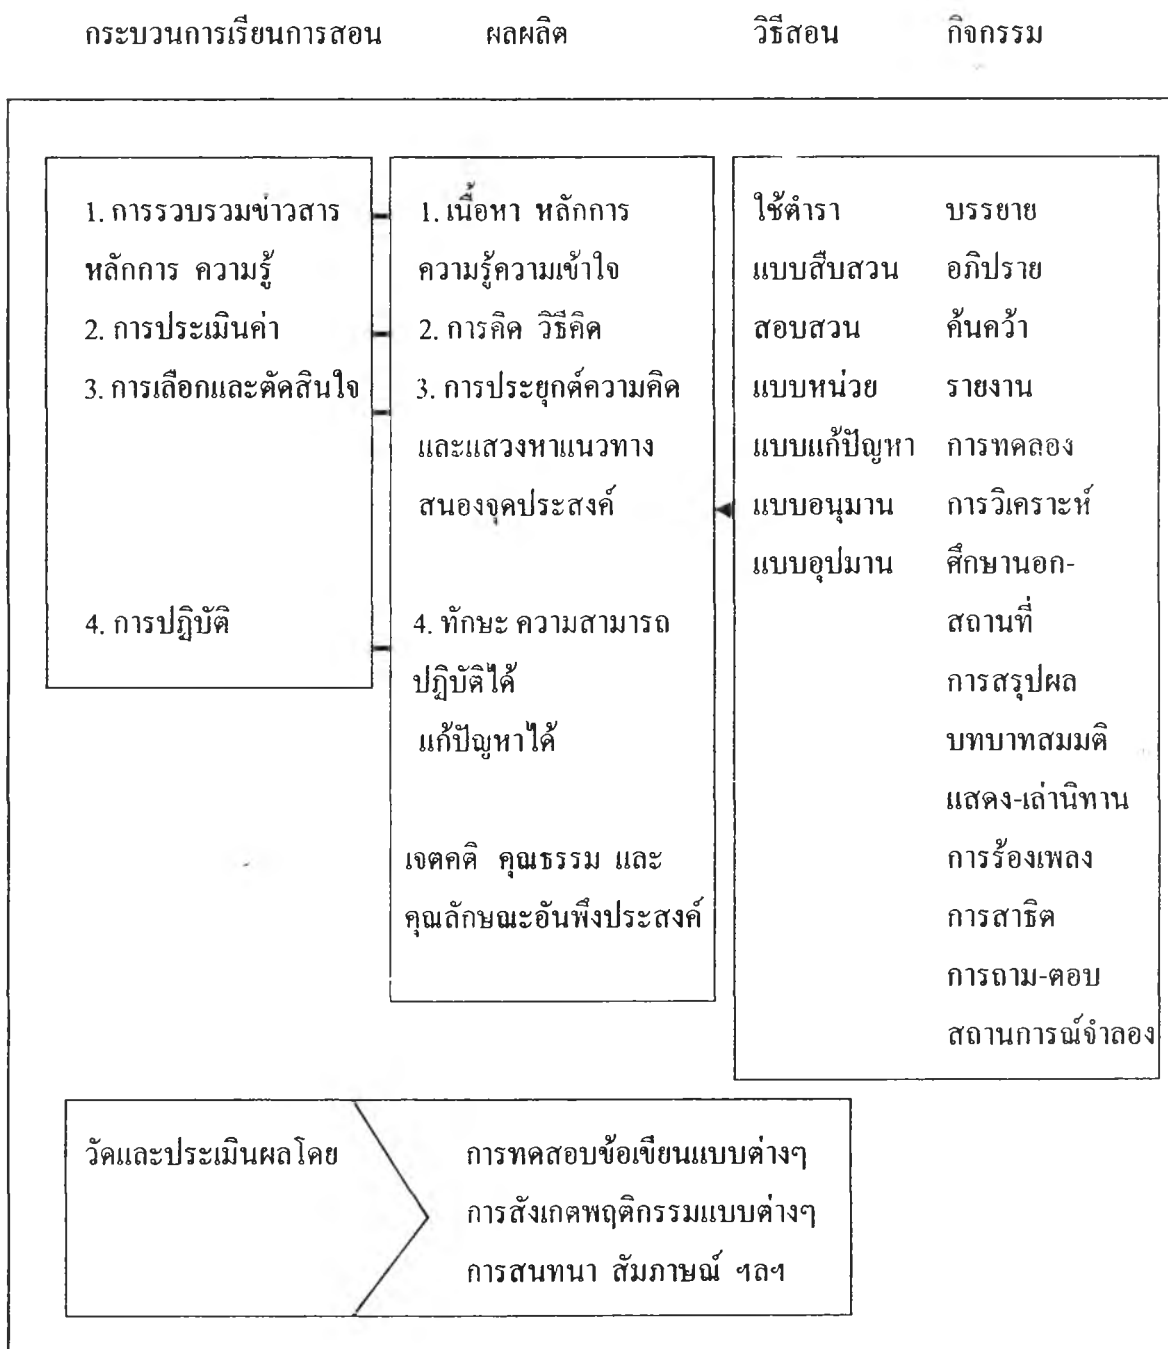 กระบวนการเรียนการสอน ผลผลิต วิธีสอน กิจกรรม
1. การรวบรวมข่าวสาร
หลักการ ความรู้
2. การประเมินค่า
3. การเลือกและตัดสินใจ
4. การปฏิบัติ
1. เนื้อหา หลักการ
ความรู้ความเข้าใจ
2. การคิด วิธีคิด
3. การประยุกต์ความคิด
และแสวงหาแนวทาง
สนองจุดประสงค์
4. ทักษะ ความสามารถ
ปฏิบัติได้
แก้ปัญหาได้
เจตคติ คุณธรรม และ
คุณลักษณะอันพึงประสงค์
ใช้ตำรา
แบบสืบสวน
สอบสวน
แบบหน่วย
แบบแก้ปัญหา
แบบอนุมาน
แบบอุปมาน
บรรยาย
อภิปราย
ค้นคว้า
รายงาน
การทดลอง
การวิเคราะห์
ศึกษานอก-
สถานที่
การสรุปผล
บทบาทสมมติ
แสดง-เล่านิทาน
การร้องเพลง
การสาธิต
การถาม-ตอบ
สถานการณ์จำลอง
วัดและประเมินผลโดย
การทดสอบข้อเขียนแบบต่างๆ
การสังเกตพฤติกรรมแบบต่างๆ
การสนทนา สัมภาษณ์ ฯลฯ